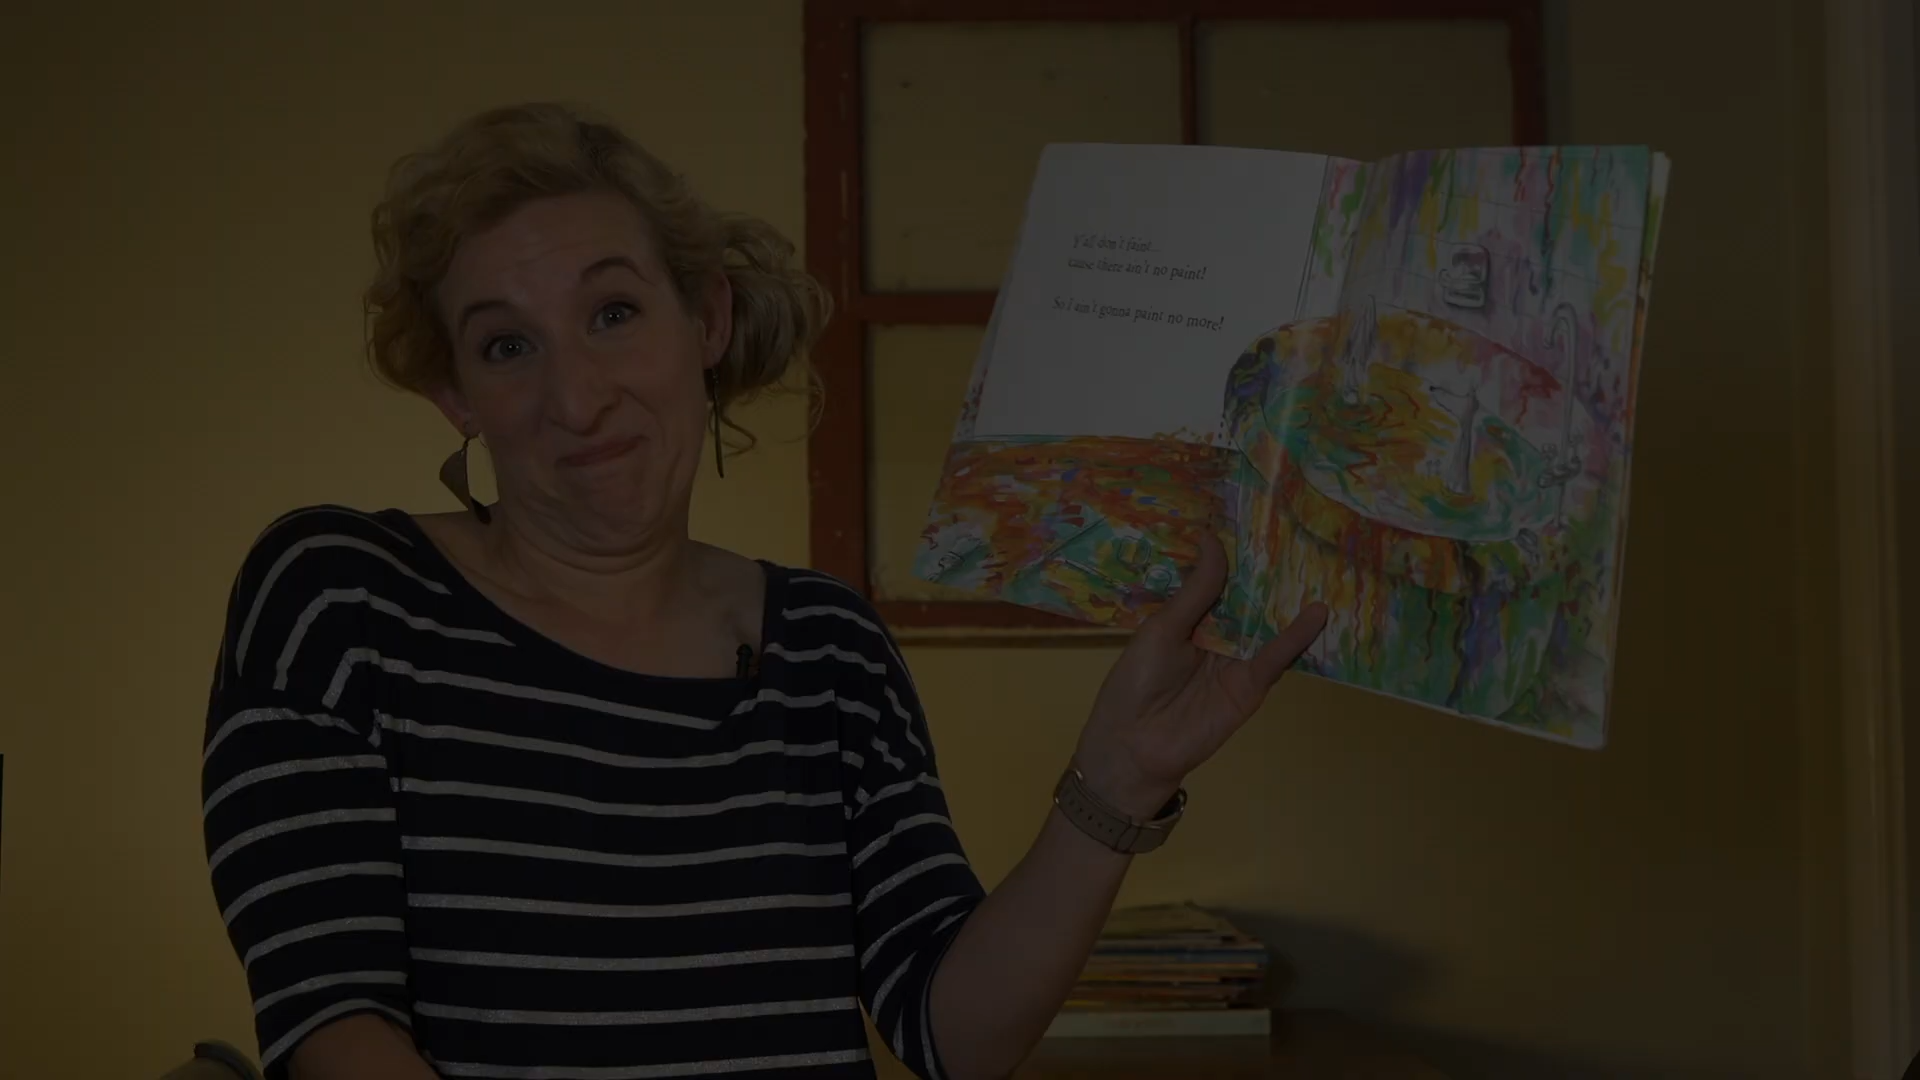 Y'all don't faint...
'cause there ain't no paint!
So I ain't gonna paint no more!